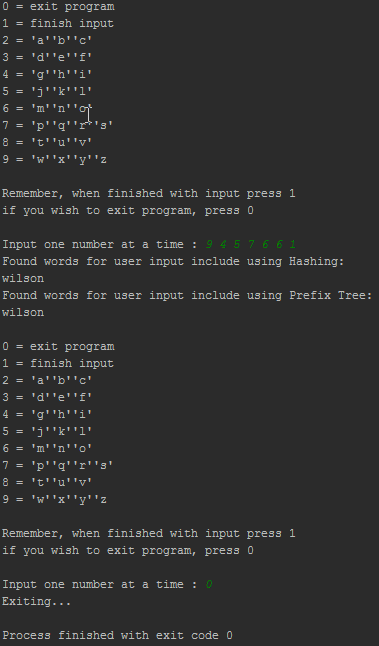 0 = exit program
1 = finish input
2 = 'a''b''c'
3 = 'd''e''f'
4 = 'g''h''i'
5 = 'j''k''l'
6 = 'm''n''o'
7 = 'p''q''r''s'
8 = 't''u''v'
9 = 'w''x''y''z
Remember, when finished with input press 1
if you wish to exit program, press 0
Input one number at a time : 9 4 5 7 6 6 1
Found words for user input include using Hashing:
wilson
Found words for user input include using Prefix Tree:
wilson
0 = exit program
1 = finish input
2 = 'a''b''c'
3 = 'd''e''f'
4 = 'g''h''i'
5 = 'j''k''l'
6 = 'm''n''o'
7 = 'p''q''r''s'
8 = 't''u''v'
9 = 'w''x''y''z
Remember, when finished with input press 1
if you wish to exit program, press 0
Input one number at a time : 0
Exiting...
Process finished with exit code 0